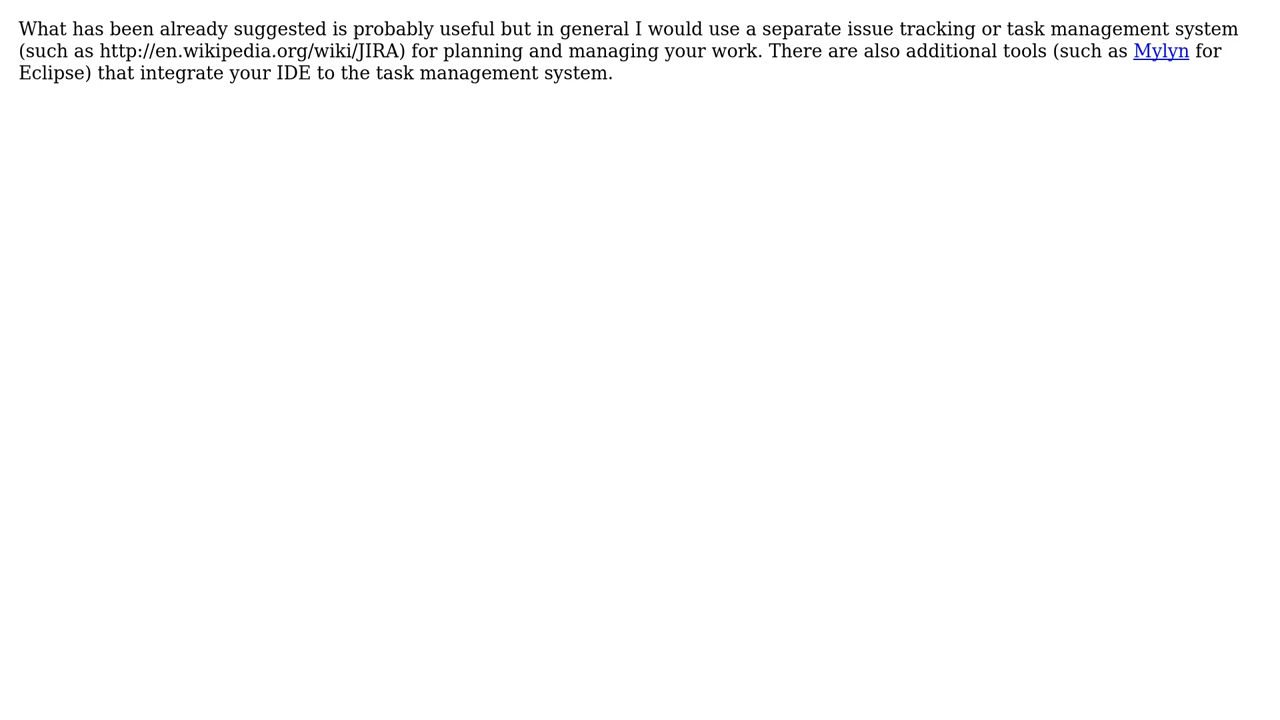 What has been already suggested is probably useful but in general I would use a separate issue tracking or task management system
(such as http://en.wikipedia.org/wiki/JIRA) for planning and managing your work. There are also additional tools (such as Mylyn for
Eclipse) that integrate your IDE to the task management system.